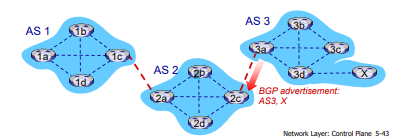 AS 1
1b
1a
1c
1d
AS 2
2b
2a
2c
2d
AS 3
3b
3a
3c
3d
X
BGP advertisement:
AS3, X
Network Layer: Control Plane 5-43